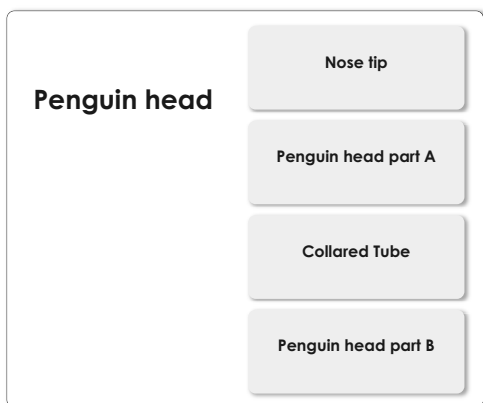 Penguin head
Nose tip
Penguin head part A
Collared Tube
Penguin head part B